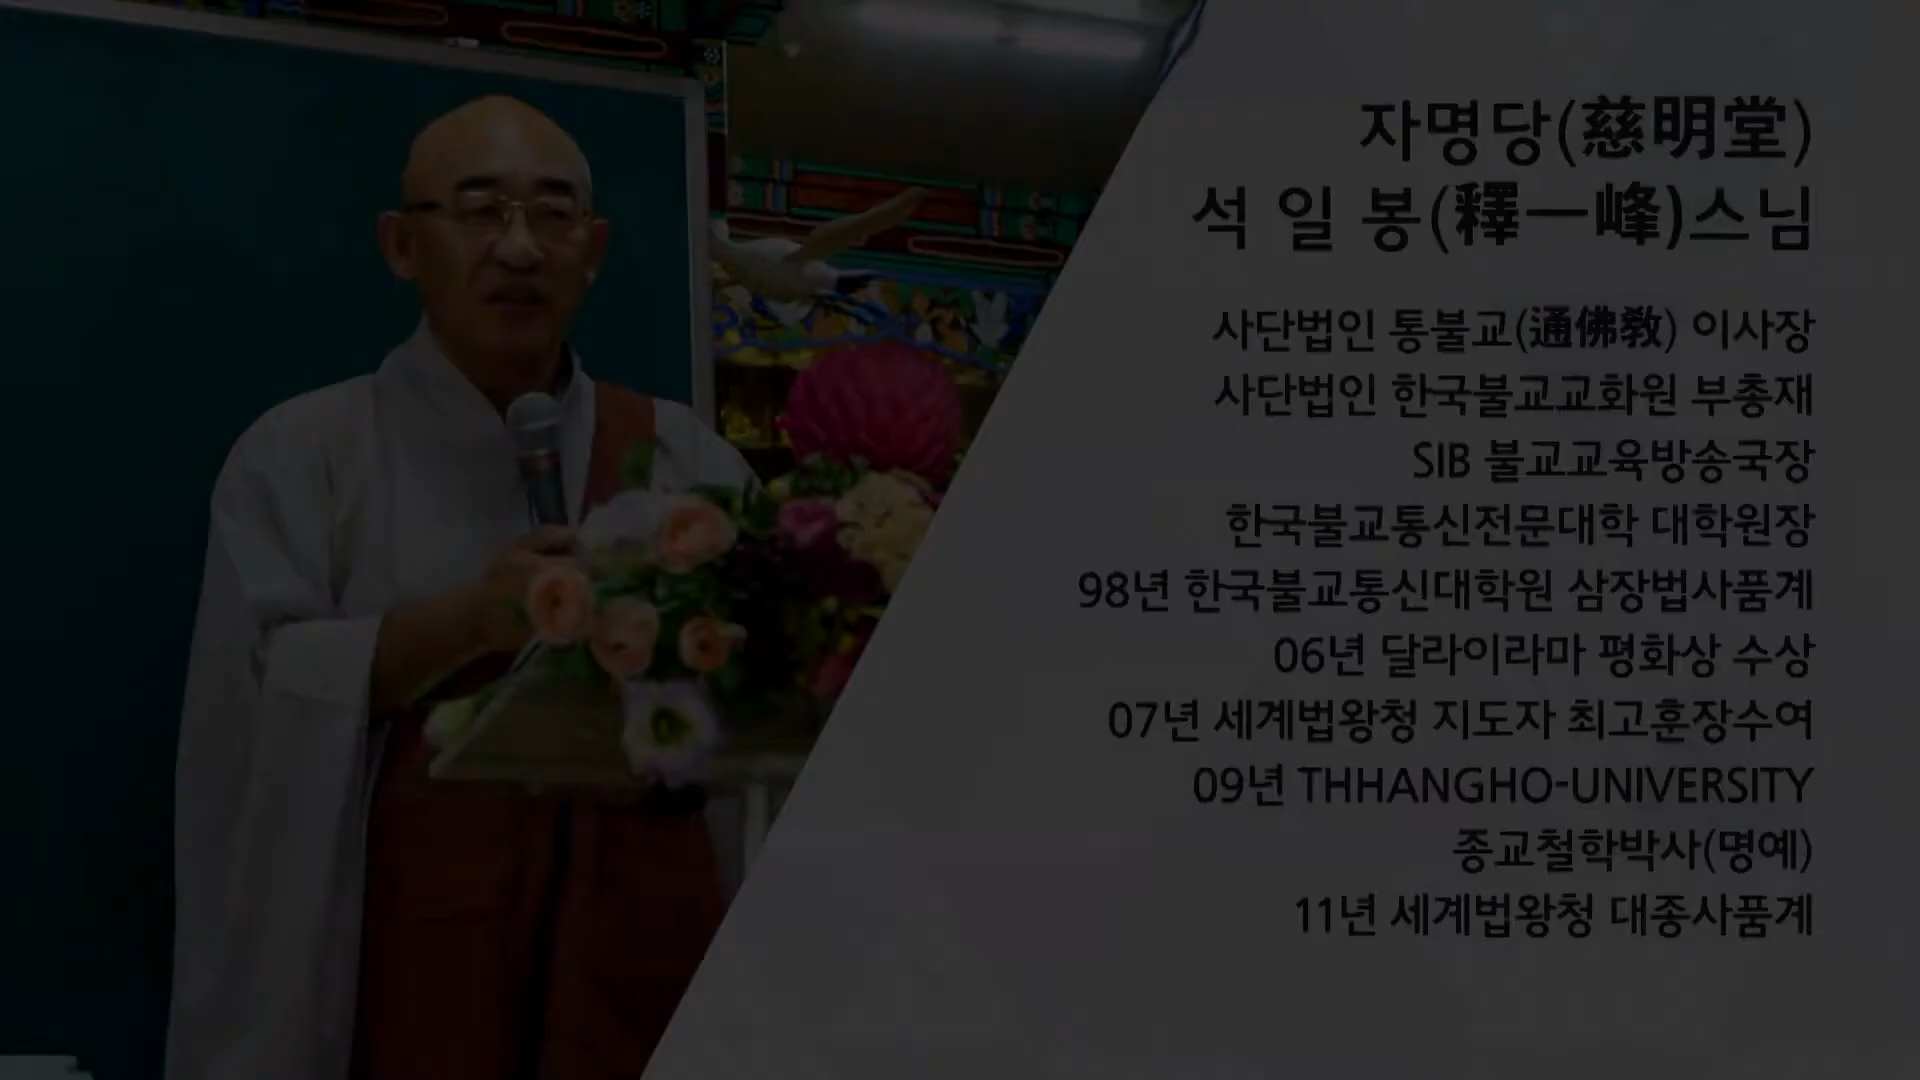 자명당(慈明堂)
석 일 봉(釋一峰)스님
사단법인 통불교(通佛敎) 이사장
사단법인 한국불교교화원 부총재
SIB 불교교육방송국장
한국불교통신전문대학 대학원장
98년 한국불교통신대학원 삼장법사품계
06년 달라이라마 평화상 수상
07년 세계법왕청 지도자 최고훈장수여
09년 THHANGHO-UNIVERSITY
종교철학박사(명예)
11년 세계법왕청 대종사품계